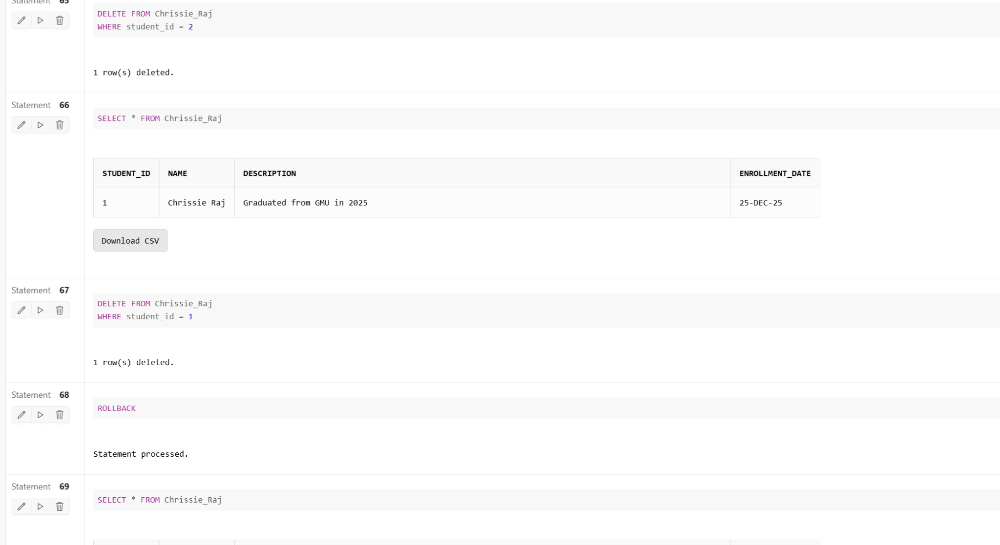 Statement 65
DELETE FROM Chrissie_Raj
WHERE student_id = 2
1 row(s) deleted.
Statement 66
SELECT * FROM Chrissie_Raj
STUDENT_ID NAME DESCRIPTION ENROLLMENT_DATE
1 Chrissie Raj Graduated from GMU in 2025 25-DEC-25
Download CSV
Statement 67
DELETE FROM Chrissie_Raj
WHERE student_id = 1
1 row(s) deleted.
Statement 68
ROLLBACK
Statement processed.
Statement 69
SELECT * FROM Chrissie_Raj